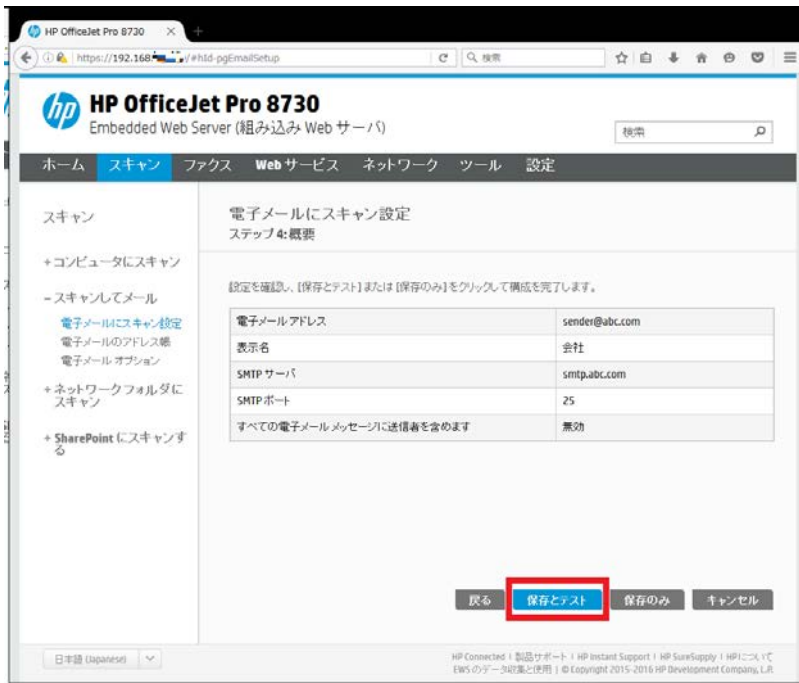 HP OfficeJet Pro 8730
https://192.168. /#hId-pgEmailSetup
検索
hp
HP OfficeJet Pro 8730
Embedded Web Server (組み込み Web サーバ)
検索
ホーム スキャン ファクス Web サービス ネットワーク ツール 設定
スキャン
+コンピュータにスキャン
-スキャンしてメール
電子メールにスキャン設定
電子メールのアドレス帳
電子メール オプション
+ネットワークフォルダに
スキャン
+ SharePoint にスキャンす
る
電子メールにスキャン設定
ステップ 4: 概要
設定を確認し、[保存とテスト] または [保存のみ] をクリックして構成を完了します。
電子メール アドレス sender@abc.com
表示名 会社
SMTP サーバ smtp.abc.com
SMTP ポート 25
すべての電子メール メッセージに送信者を含めます 無効
戻る 保存とテスト 保存のみ キャンセル
日本語 (Japanese)
HP Connected | 製品サポート | HP Instant Support | HP SureSupply | HPについて
EWS のデータ収集と使用 | © Copyright 2015-2016 HP Development Company, L.P.